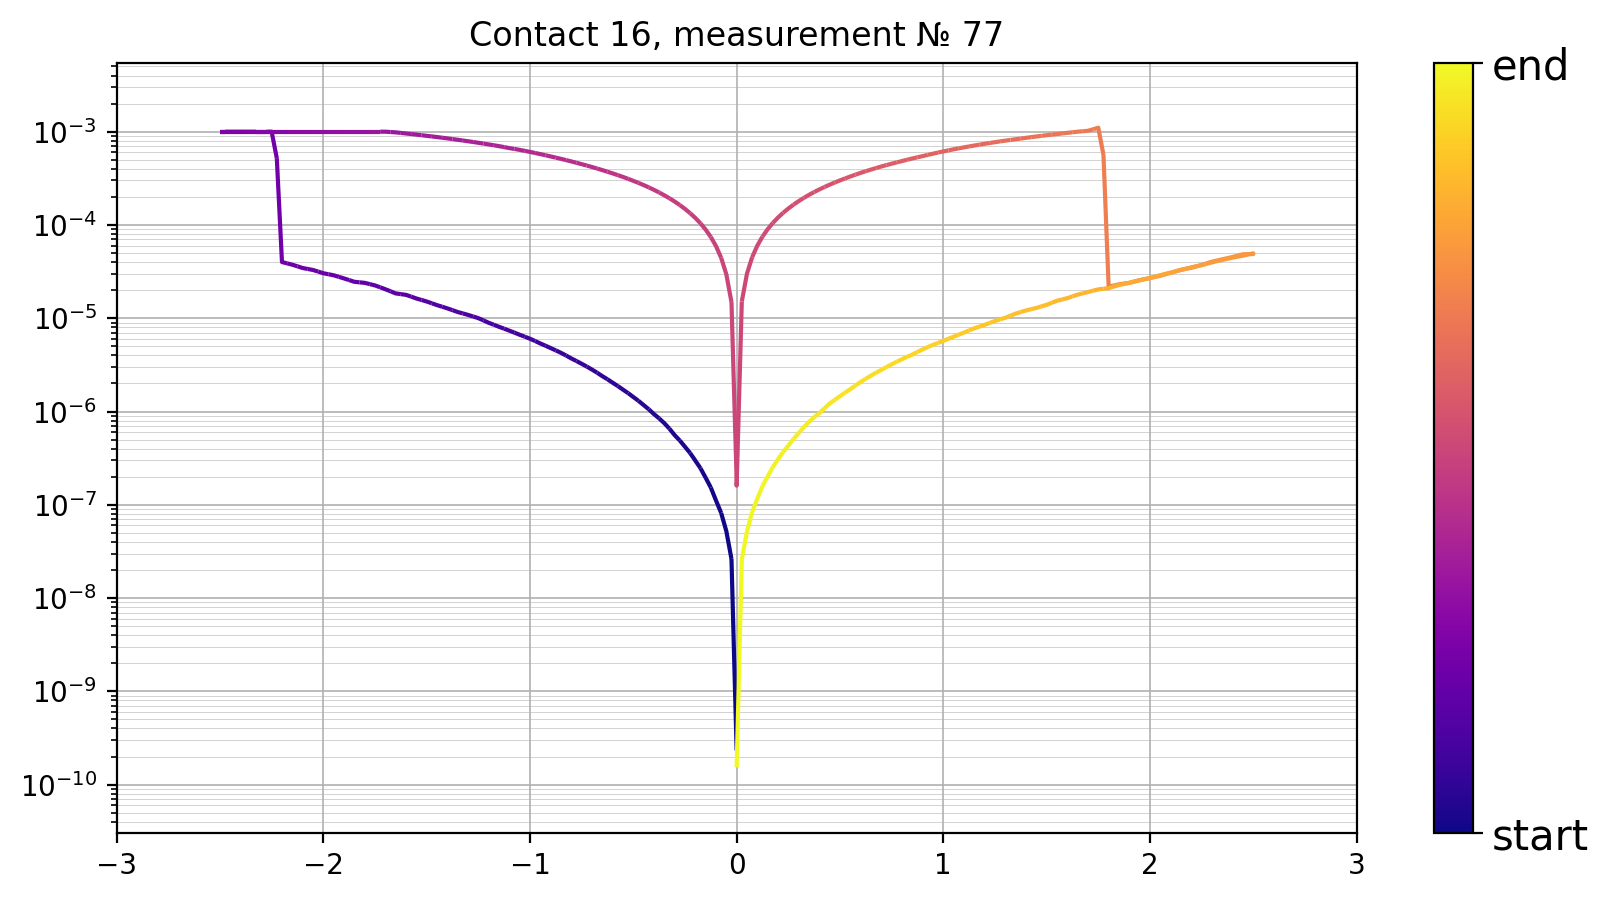 Contact 16, measurement № 77
10⁻³
10⁻⁴
10⁻⁵
10⁻⁶
10⁻⁷
10⁻⁸
10⁻⁹
10⁻¹⁰
−3 −2 −1 0 1 2 3
end
start